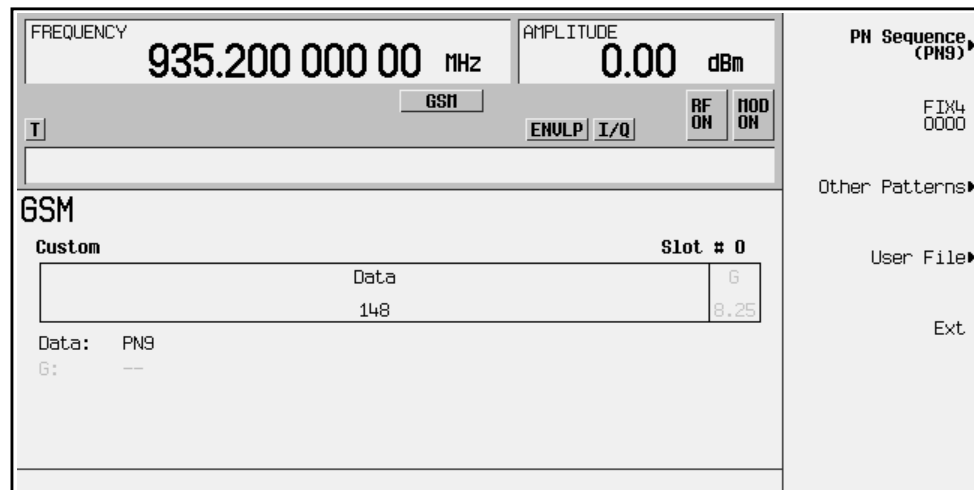 FREQUENCY
935.200 000 00 MHz
AMPLITUDE
0.00 dBm
GSM
T
ENVLP
I/Q
RF
ON
MOD
ON
GSM
Custom
Slot # 0
Data
G
148
8.25
Data: PN9
G: --
PN Sequence
(PN9)
FIX4
0000
Other Patterns
User File
Ext